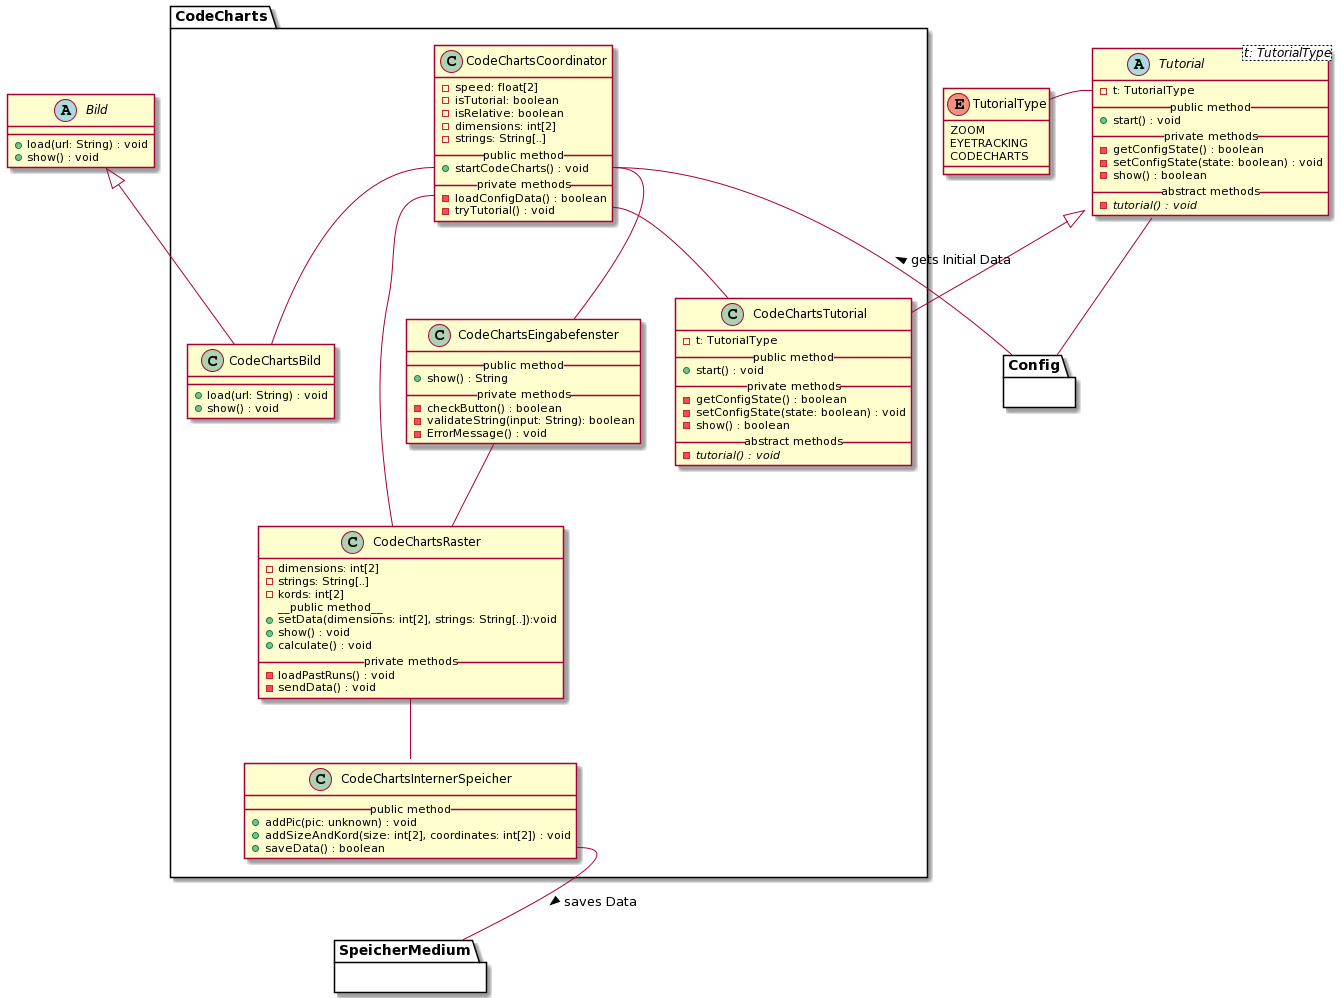 CodeCharts
C CodeChartsCoordinator
speed: float[2]
isTutorial: boolean
isRelative: boolean
dimensions: int[2]
strings: String[..]
public method
startCodeCharts() : void
private methods
loadConfigData() : boolean
tryTutorial() : void
A Bild
load(url: String) : void
show() : void
E TutorialType
ZOOM
EYETRACKING
CODECHARTS
t: TutorialType
A Tutorial
t: TutorialType
public method
start() : void
private methods
getConfigState() : boolean
setConfigState(state: boolean) : void
show() : boolean
abstract methods
tutorial() : void
gets Initial Data
C CodeChartsBild
load(url: String) : void
show() : void
C CodeChartsEingabefenster
public method
show() : String
private methods
checkButton() : boolean
validateString(input: String): boolean
ErrorMessage() : void
C CodeChartsTutorial
t: TutorialType
public method
start() : void
private methods
getConfigState() : boolean
setConfigState(state: boolean) : void
show() : boolean
abstract methods
tutorial() : void
Config
C CodeChartsRaster
dimensions: int[2]
strings: String[..]
kords: int[2]
__public method__
setData(dimensions: int[2], strings: String[..]):void
show() : void
calculate() : void
private methods
loadPastRuns() : void
sendData() : void
C CodeChartsInternerSpeicher
public method
addPic(pic: unknown) : void
addSizeAndKord(size: int[2], coordinates: int[2]) : void
saveData() : boolean
saves Data
SpeicherMedium